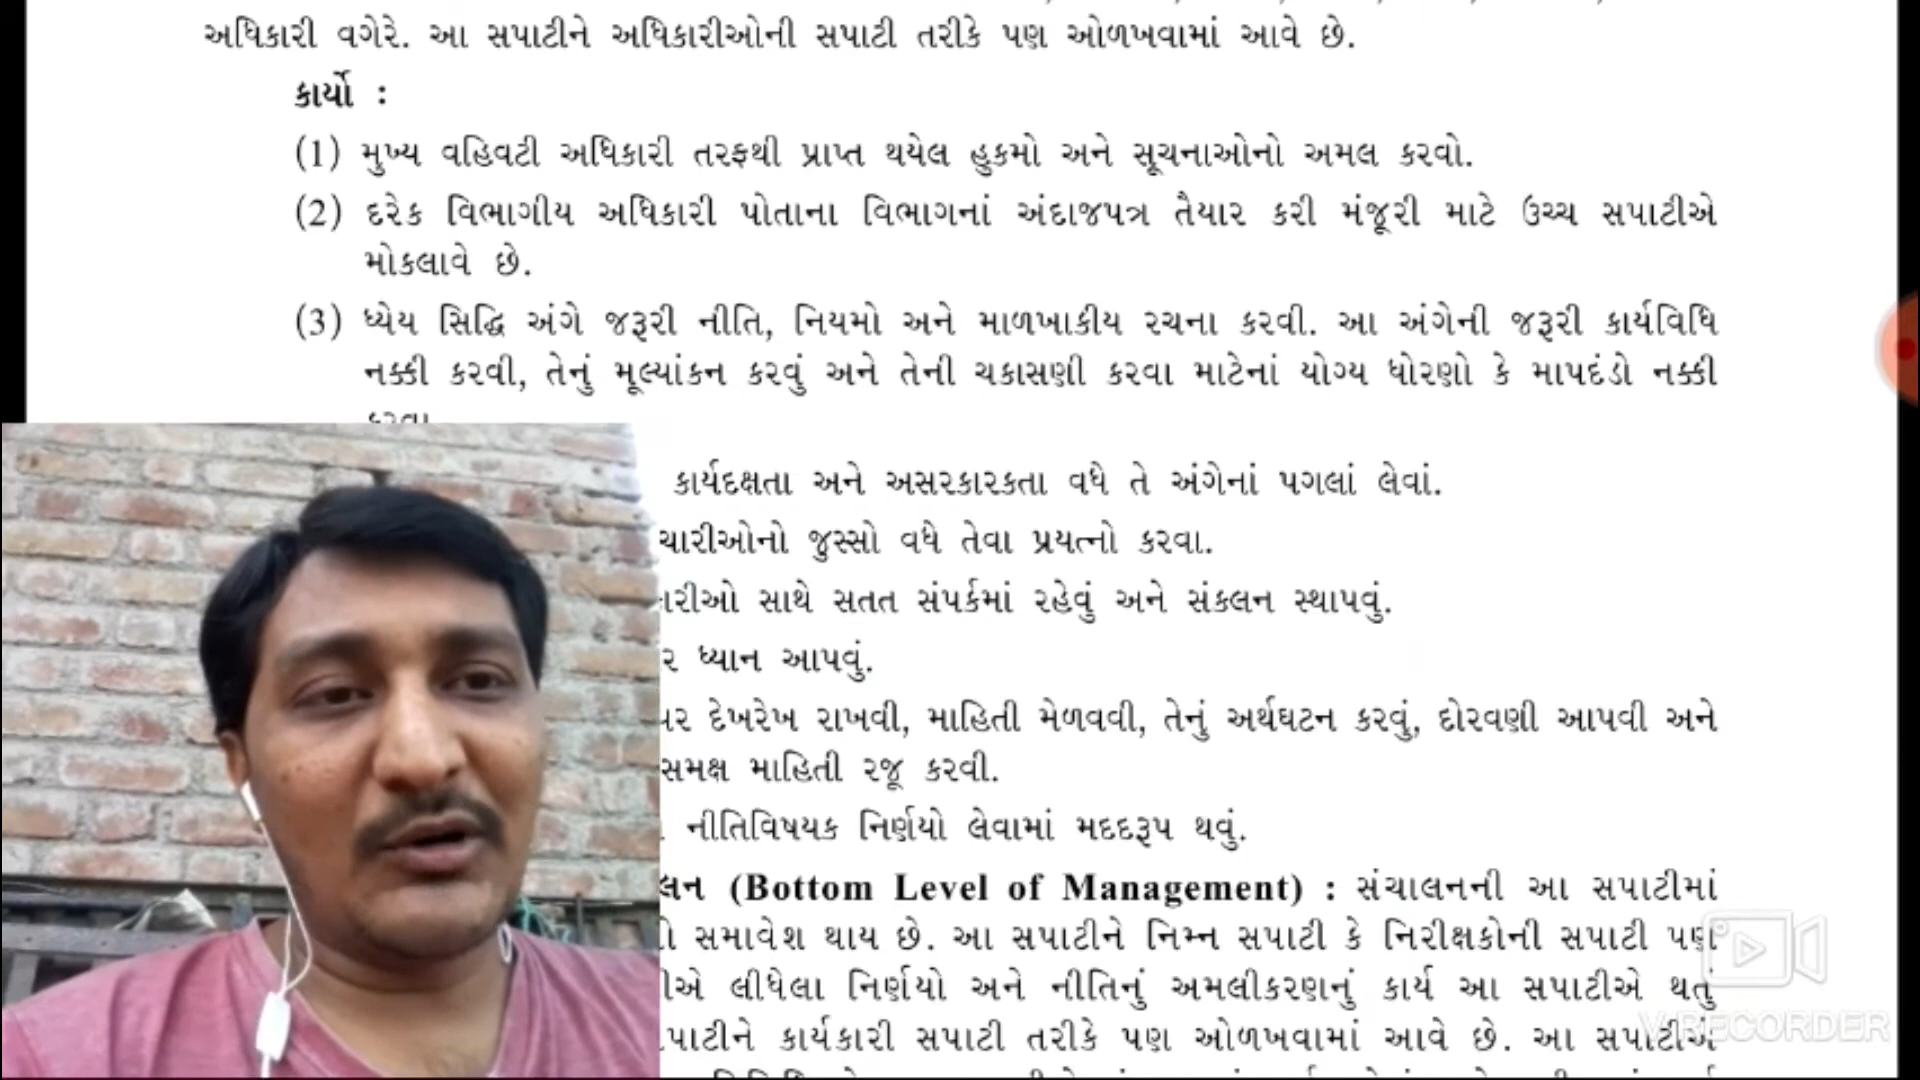 અધિકારી વગેરે. આ સપાટીને અધિકારીઓની સપાટી તરીકે પણ ઓળખવામાં આવે છે.
કાર્યો :
(1) મુખ્ય વહિવટી અધિકારી તરફથી પ્રાપ્ત થયેલ હુકમો અને સૂચનાઓનો અમલ કરવો.
(2) દરેક વિભાગીય અધિકારી પોતાના વિભાગનાં અંદાજપત્ર તૈયાર કરી મંજૂરી માટે ઉચ્ચ સપાટીએ
મોકલાવે છે.
(3) ધ્યેય સિદ્ધિ અંગે જરૂરી નીતિ, નિયમો અને માળખાકીય રચના કરવી. આ અંગેની જરૂરી કાર્યવિધિ
નક્કી કરવી, તેનું મૂલ્યાંકન કરવું અને તેની ચકાસણી કરવા માટેનાં યોગ્ય ધોરણો કે માપદંડો નક્કી
કાર્યદક્ષતા અને અસરકારકતા વધે તે અંગેનાં પગલાં લેવાં.
ચારીઓનો જુસ્સો વધે તેવા પ્રયત્નો કરવા.
સાથે સતત સંપર્કમાં રહેવું અને સંકલન સ્થાપવું.
ધ્યાન આપવું.
પર દેખરેખ રાખવી, માહિતી મેળવવી, તેનું અર્થઘટન કરવું, દોરવણી આપવી અને
સમક્ષ માહિતી રજૂ કરવી.
નીતિવિષયક નિર્ણયો લેવામાં મદદરૂપ થવું.
લન (Bottom Level of Management) : સંચાલનની આ સપાટીમાં
સમાવેશ થાય છે. આ સપાટીને નિમ્ન સપાટી કે નિરીક્ષકોની સપાટી પણ
લીધેલા નિર્ણયો અને નીતિનું અમલીકરણનું કાર્ય આ સપાટીએ થતું
પાટીને કાર્યકારી સપાટી તરીકે પણ ઓળખવામાં આવે છે. આ સપાટીએ
V RECORDER